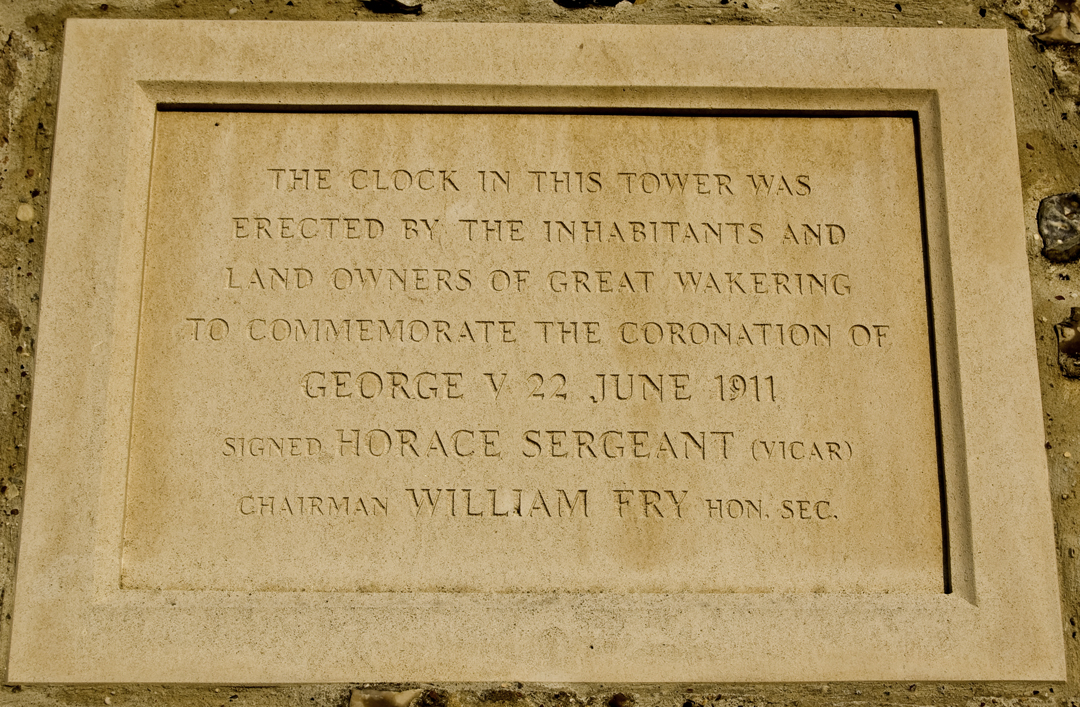 THE CLOCK IN THIS TOWER WAS
ERECTED BY THE INHABITANTS AND
LAND OWNERS OF GREAT WAKERING
TO COMMEMORATE THE CORONATION OF
GEORGE V 22 JUNE 1911
SIGNED HORACE SERGEANT (VICAR)
CHAIRMAN WILLIAM FRY HON. SEC.